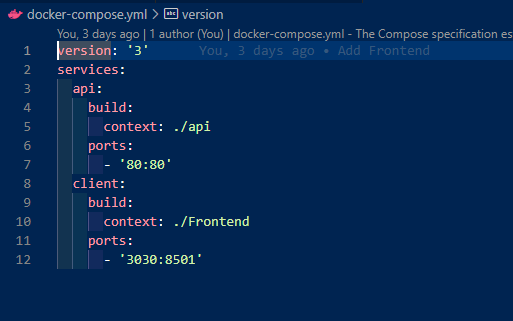 docker-compose.yml > abc version
You, 3 days ago | 1 author (You) | docker-compose.yml - The Compose specification es
1 version: '3' You, 3 days ago • Add Frontend
2 services:
3   api:
4     build:
5       context: ./api
6     ports:
7       - '80:80'
8   client:
9     build:
10       context: ./Frontend
11     ports:
12       - '3030:8501'